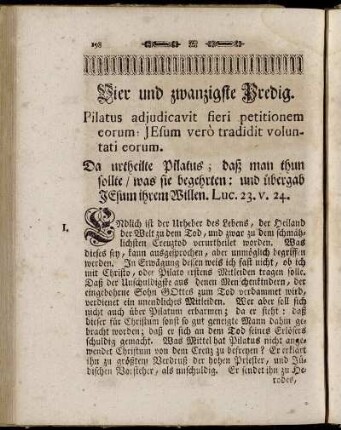 298
Vier und zwanzigste Predig.
Pilatus adjudicavit fieri petitionem
eorum: JEsum verò tradidit volun-
tati eorum.
Da urtheilte Pilatus; daß man thun
sollte / was sie begehrten: und übergab
JEsum ihrem Willen. Luc. 23. v. 24.
I.
ENdlich ist der Urheber des Lebens, der Heiland
der Welt zu dem Tod, und zwar zu dem schmäh-
lichsten Creuztod verurtheilet worden. Was
dieses sey, kann ausgesprochen, aber unmöglich begriffen
werden. In Erwägung dessen weis ich fast nicht, ob ich
mit Christo, oder Pilato erstens Mitleiden tragen solle.
Daß der Unschuldigste aus denen Menschenkindern, der
eingebohrne Sohn GOttes zum Tod verdammet wird,
verdienet ein unendliches Mitleiden. Wer aber soll sich
nicht auch über Pilatum erbarmen; da er sieht: daß
dieser für Christum sonst so gut geneigte Mann dahin ge-
bracht worden; daß er sich an dem Tod seines Erlösers
schuldig gemacht. Was Mittel hat Pilatus nicht ange-
wendet Christum von dem Creuz zu befreyen? Er erklärt
ihn zu größtem Verdruß der hohen Priester, und Jü-
dischen Vorsteher, als unschuldig. Er sendet ihn zu He-
rodes,